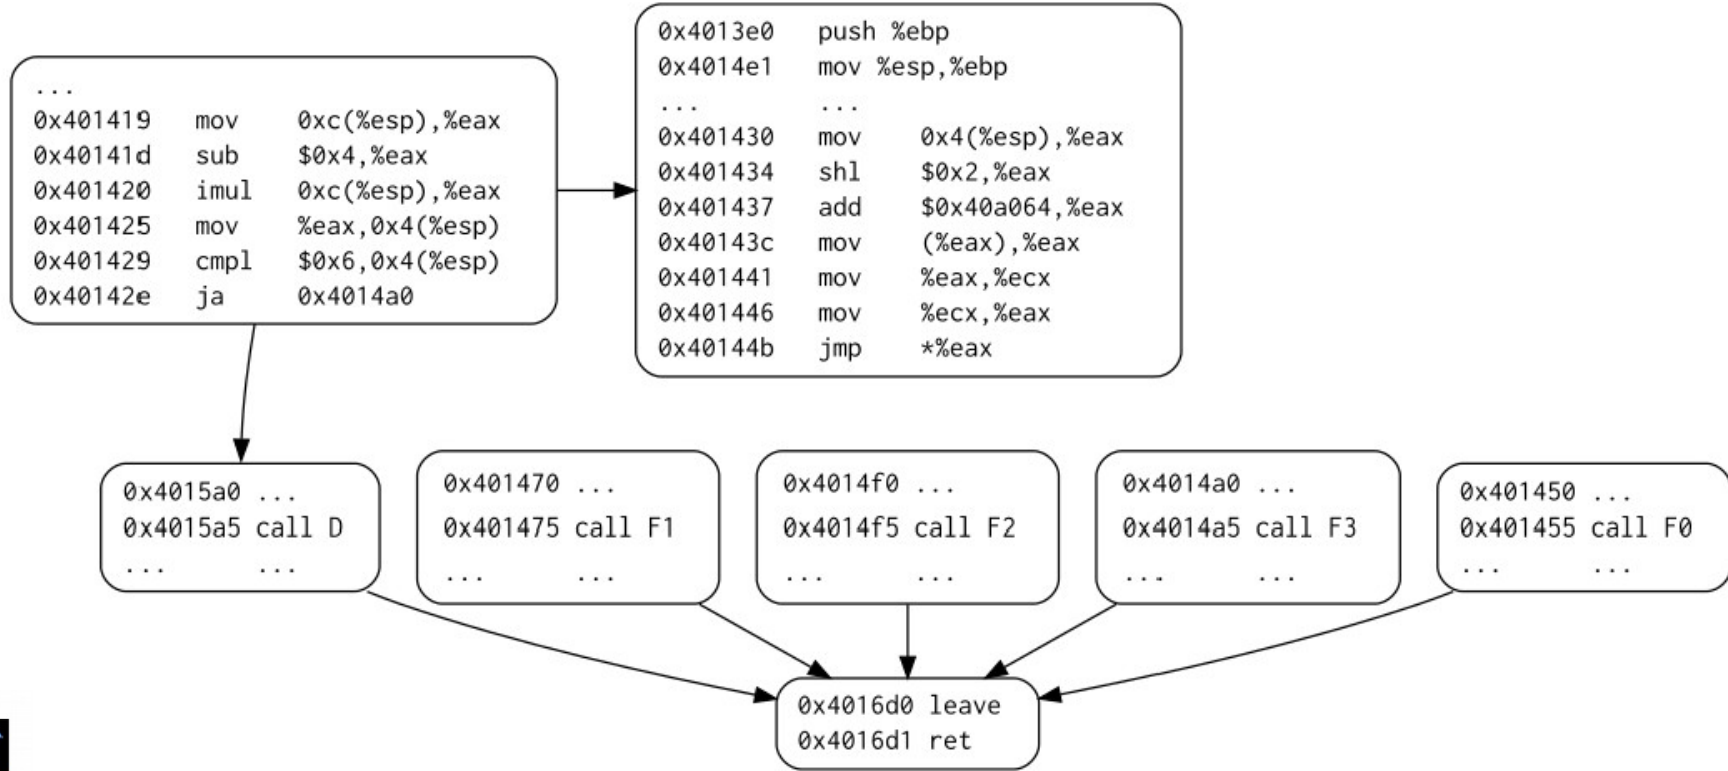 ...
0x401419 mov 0xc(%esp),%eax
0x40141d sub $0x4,%eax
0x401420 imul 0xc(%esp),%eax
0x401425 mov %eax,0x4(%esp)
0x401429 cmpl $0x6,0x4(%esp)
0x40142e ja 0x4014a0
0x4013e0 push %ebp
0x4014e1 mov %esp,%ebp
... ...
0x401430 mov 0x4(%esp),%eax
0x401434 shl $0x2,%eax
0x401437 add $0x40a064,%eax
0x40143c mov (%eax),%eax
0x401441 mov %eax,%ecx
0x401446 mov %ecx,%eax
0x40144b jmp *%eax
0x4015a0 ...
0x4015a5 call D
... ...
0x401470 ...
0x401475 call F1
... ...
0x4014f0 ...
0x4014f5 call F2
... ...
0x4014a0 ...
0x4014a5 call F3
... ...
0x401450 ...
0x401455 call F0
... ...
0x4016d0 leave
0x4016d1 ret